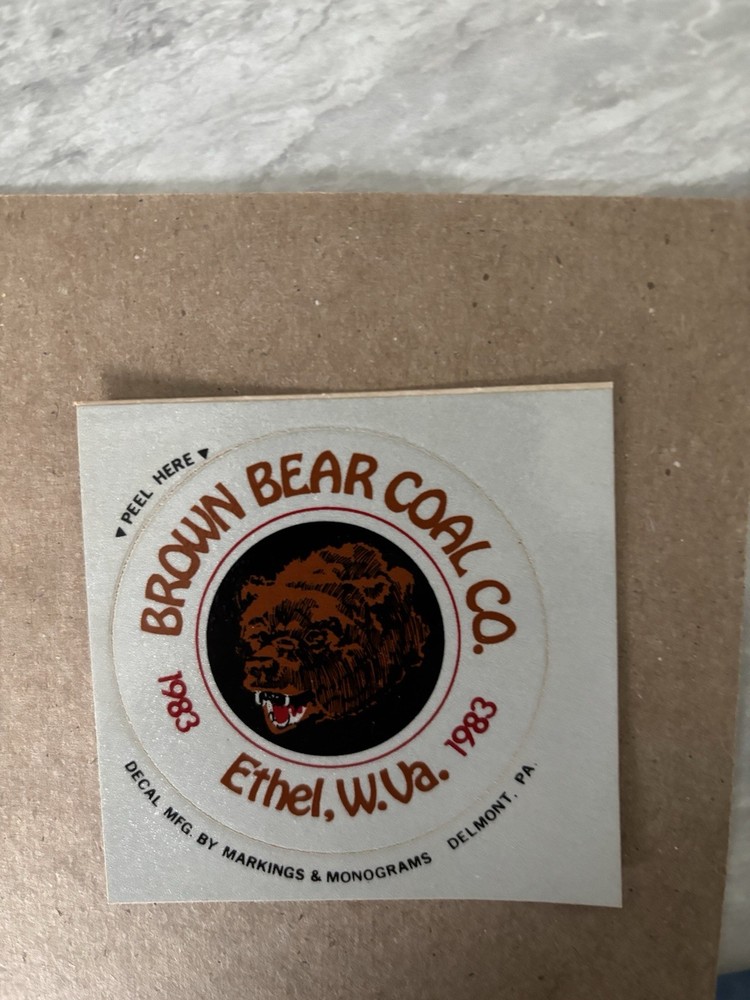 ▼PEEL HERE▼
BROWN BEAR COAL CO.
1983
1983
Ethel, W.Va.
DECAL MFG. BY MARKINGS & MONOGRAMS DELMONT, PA.